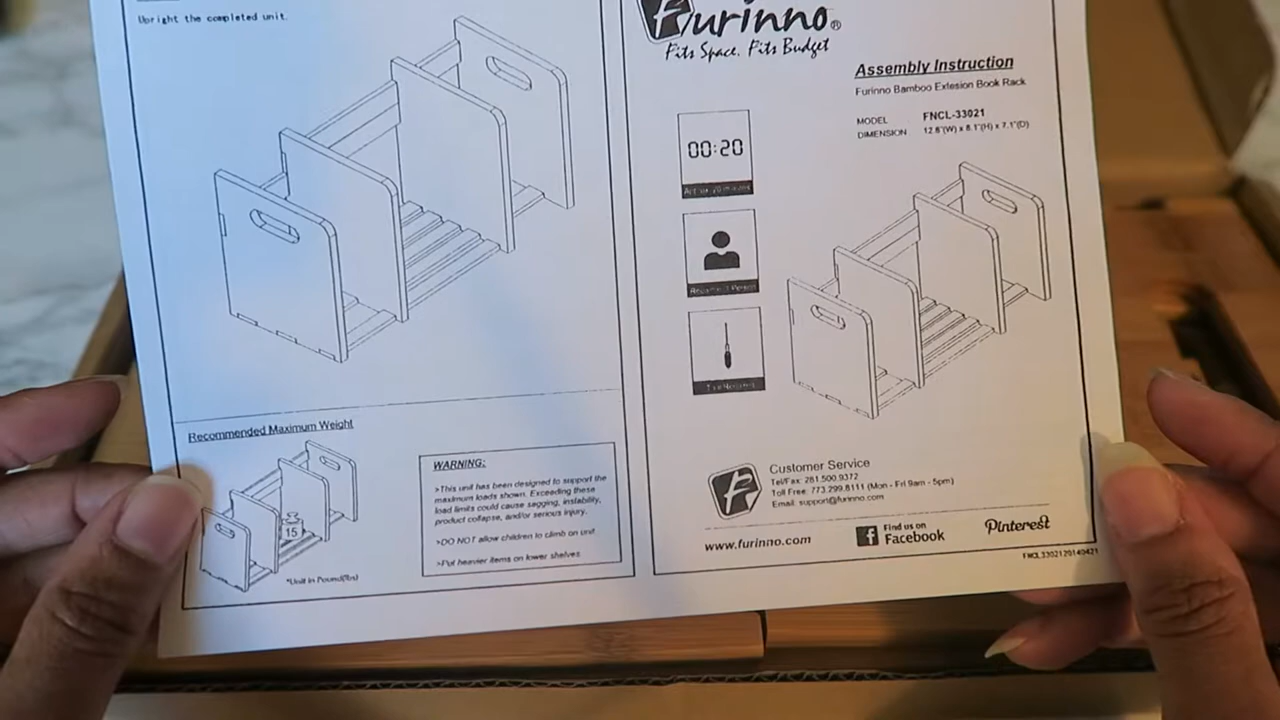 Upright the completed unit.
Recommended Maximum Weight
15
*Unit in Pound(lbs)
WARNING:
>This unit has been designed to support the
maximum loads shown. Exceeding these
load limits could cause sagging, instability,
product collapse, and/or serious injury.
>DO NOT allow children to climb on unit
>Put heavier items on lower shelves
Furinno®
Fits Space. Fits Budget
Assembly Instruction
Furinno Bamboo Extesion Book Rack
MODEL FNCL-33021
DIMENSION 12.6"(W) x 8.1"(H) x 7.1"(D)
00:20
Customer Service
Tel/Fax: 281.500.9372
Toll Free: 773.299.8111 (Mon - Fri 9am - 5pm)
Email: support@furinno.com
www.furinno.com
Find us on
Facebook
Pinterest
FNCL3302120140421